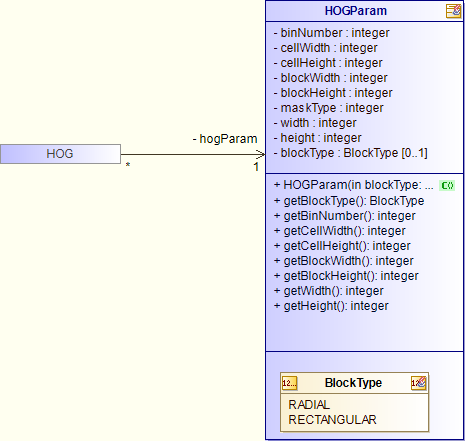 HOGParam
- binNumber : integer
- cellWidth : integer
- cellHeight : integer
- blockWidth : integer
- blockHeight : integer
- maskType : integer
- width : integer
- height : integer
- blockType : BlockType [0..1]
- hogParam
HOG
*
1
+ HOGParam(in blockType: ...
+ getBlockType(): BlockType
+ getBinNumber(): integer
+ getCellWidth(): integer
+ getCellHeight(): integer
+ getBlockWidth(): integer
+ getBlockHeight(): integer
+ getWidth(): integer
+ getHeight(): integer
12... BlockType
RADIAL
RECTANGULAR